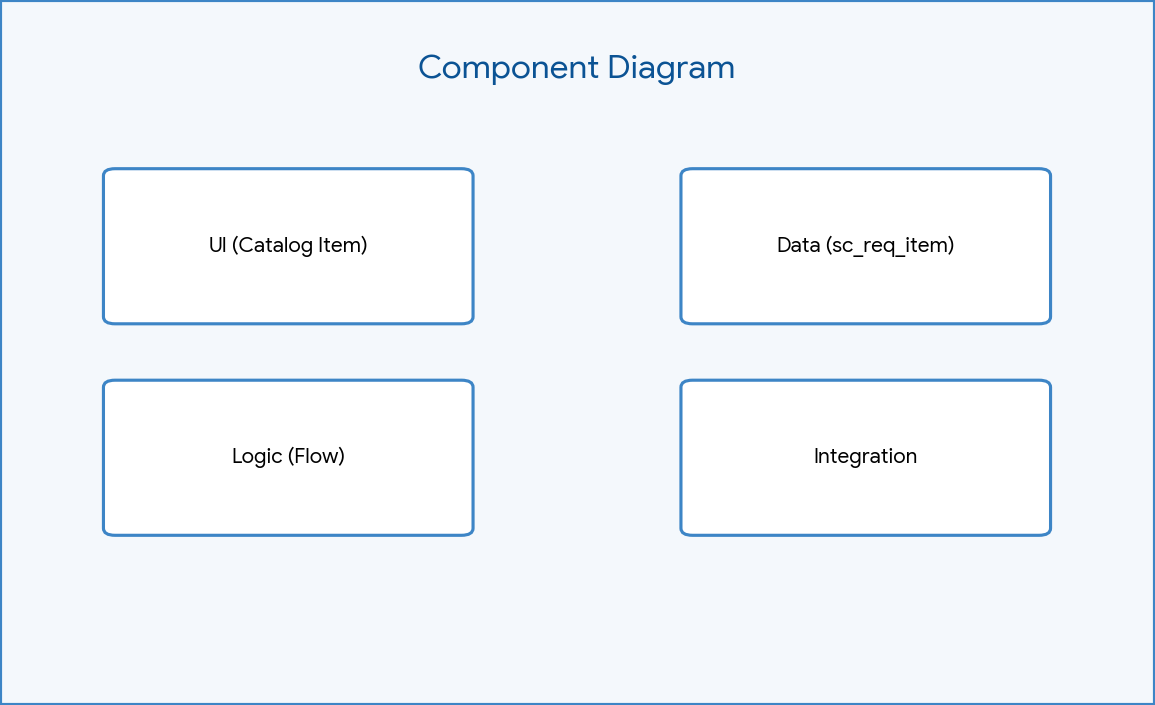 Component Diagram
UI (Catalog Item)
Data (sc_req_item)
Logic (Flow)
Integration